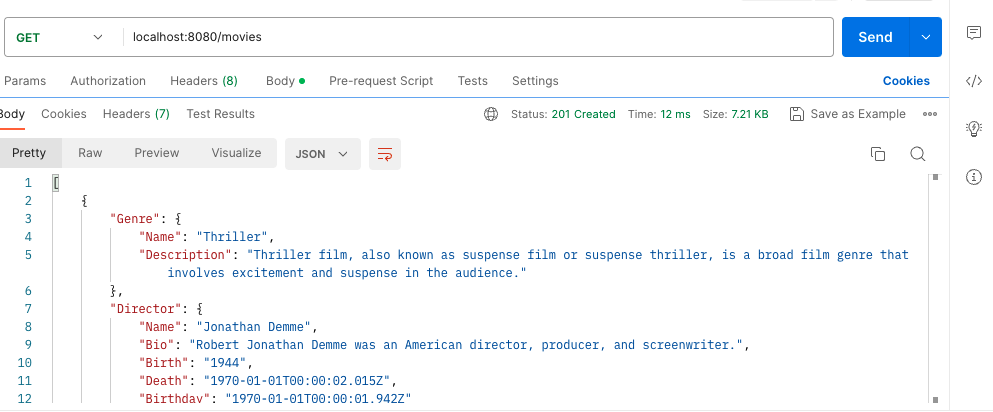 GET localhost:8080/movies Send
Params Authorization Headers (8) Body Pre-request Script Tests Settings Cookies
Body Cookies Headers (7) Test Results Status: 201 Created Time: 12 ms Size: 7.21 KB Save as Example
Pretty Raw Preview Visualize JSON
1 [
2 {
3 "Genre": {
4 "Name": "Thriller",
5 "Description": "Thriller film, also known as suspense film or suspense thriller, is a broad film genre that
involves excitement and suspense in the audience."
6 },
7 "Director": {
8 "Name": "Jonathan Demme",
9 "Bio": "Robert Jonathan Demme was an American director, producer, and screenwriter.",
10 "Birth": "1944",
11 "Death": "1970-01-01T00:00:02.015Z",
12 "Birthday": "1970-01-01T00:00:01.942Z"